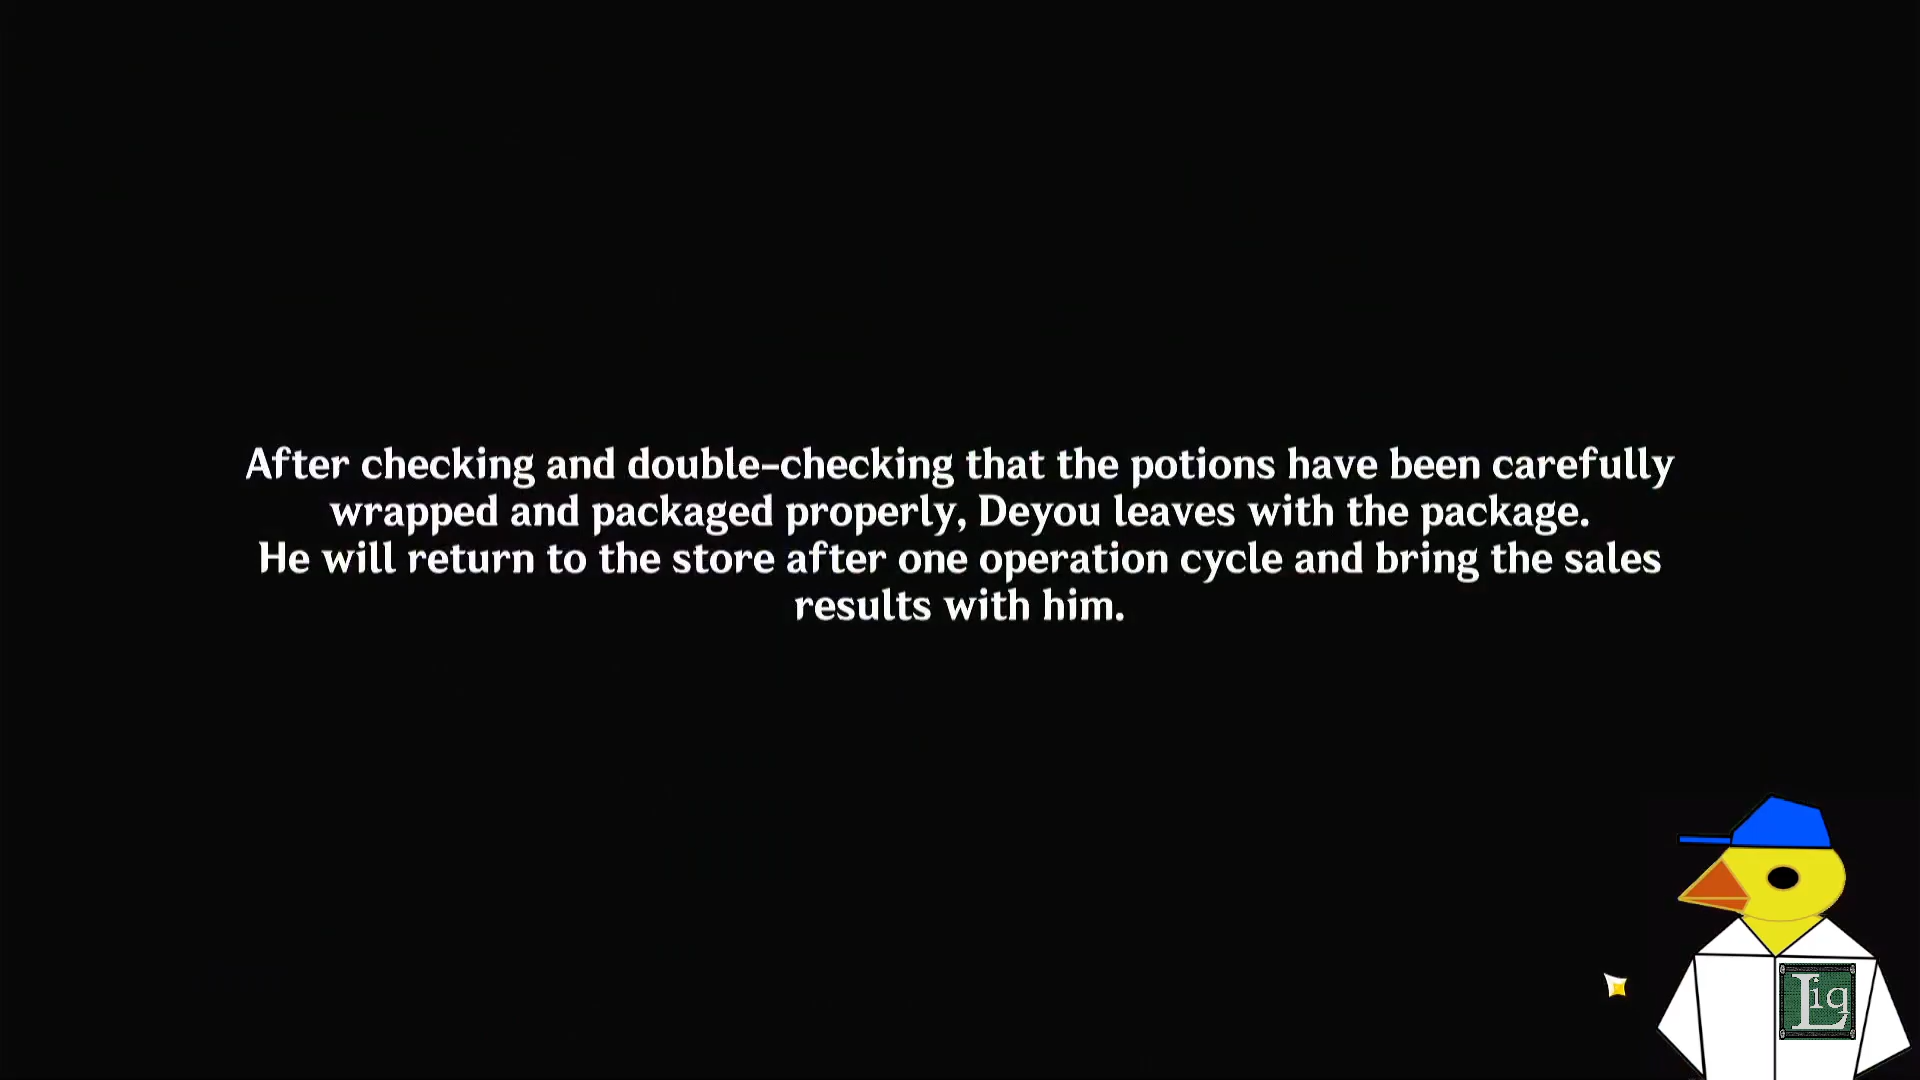 After checking and double-checking that the potions have been carefully
wrapped and packaged properly, Deyou leaves with the package.
He will return to the store after one operation cycle and bring the sales
results with him.
Liq